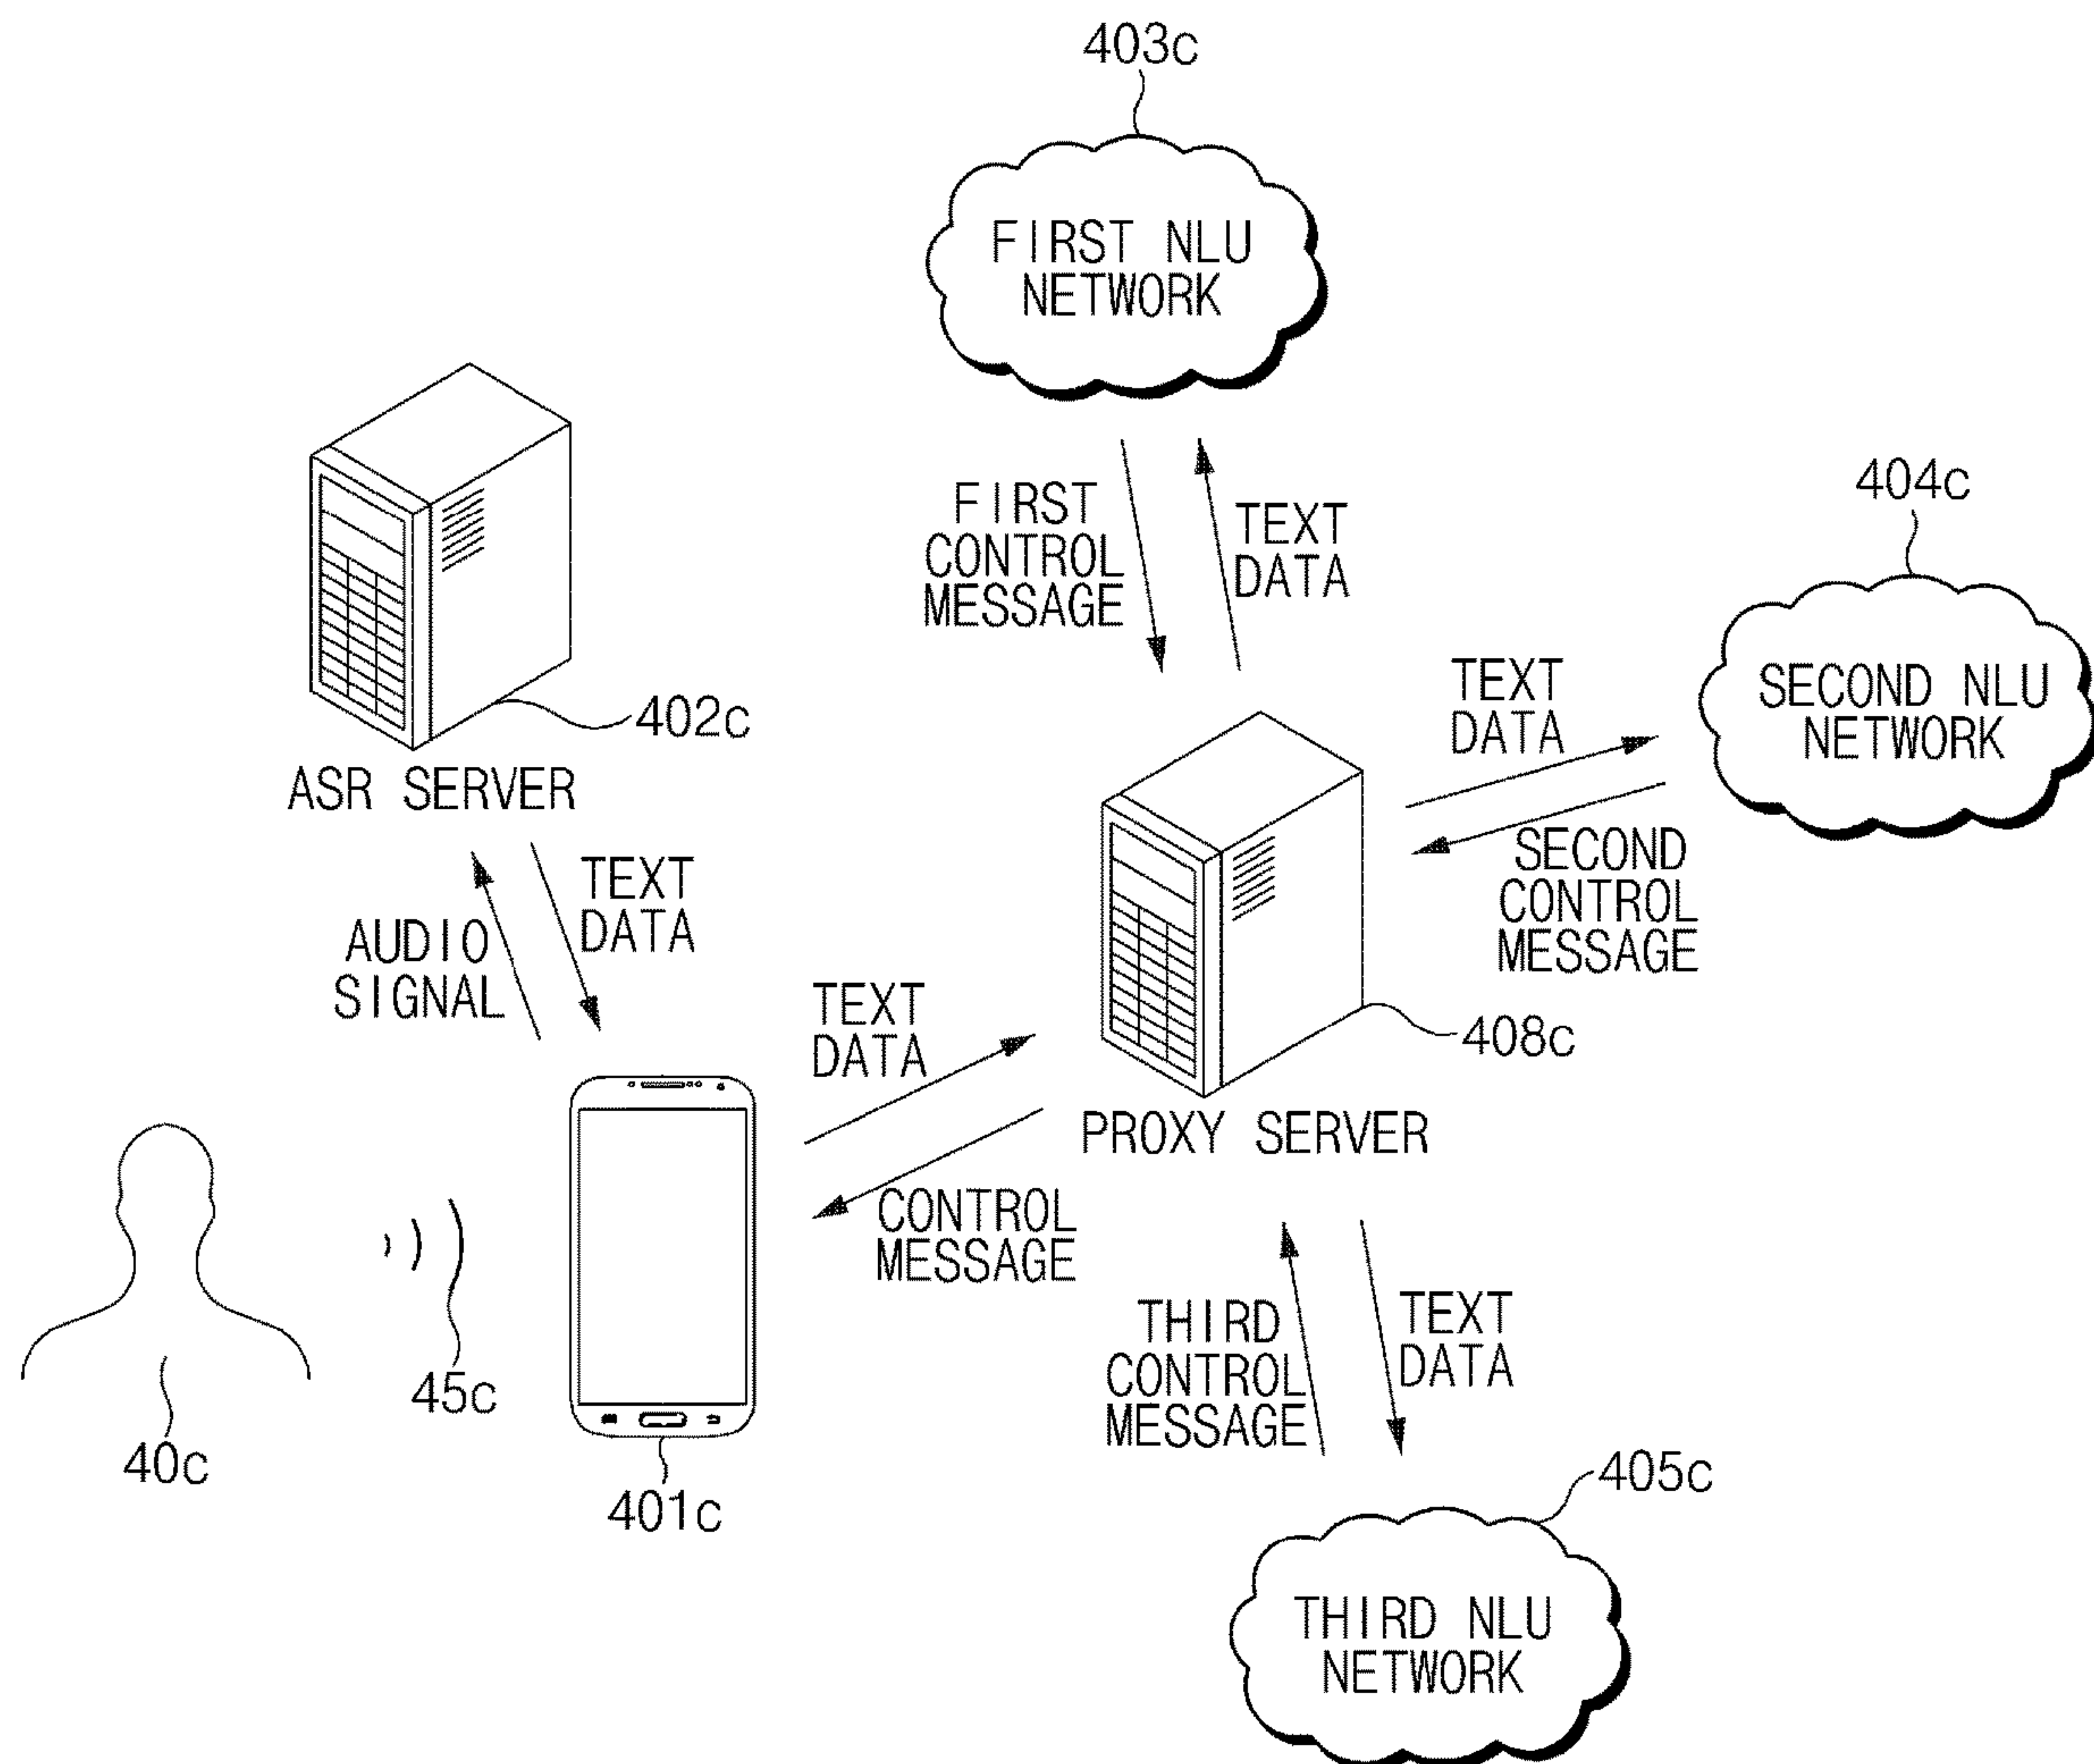 403c
FIRST NLU
NETWORK
404c
FIRST
CONTROL
MESSAGE
TEXT
DATA
SECOND NLU
NETWORK
TEXT
DATA
402c
ASR SERVER
SECOND
CONTROL
MESSAGE
AUDIO
SIGNAL
TEXT
DATA
TEXT
DATA
408c
PROXY SERVER
CONTROL
MESSAGE
THIRD
CONTROL
MESSAGE
TEXT
DATA
45c
40c
401c
405c
THIRD NLU
NETWORK